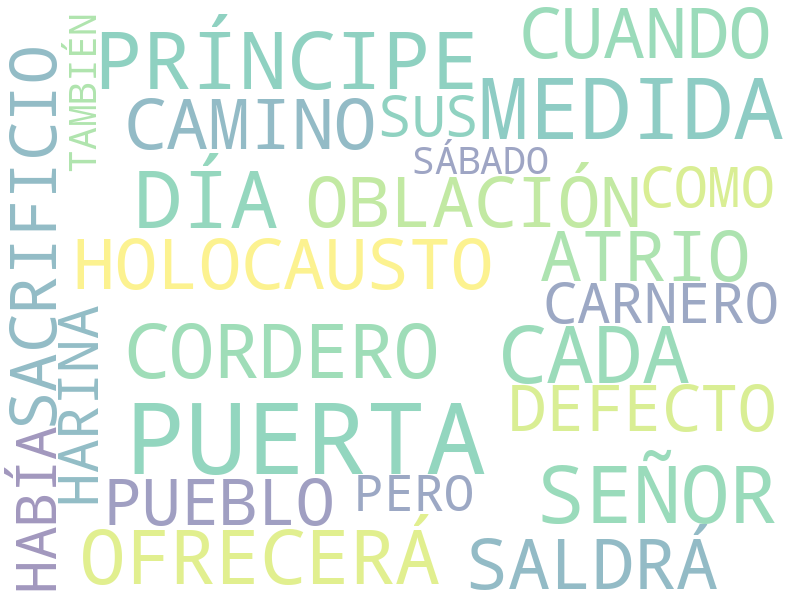 TAMBIÉN
PRÍNCIPE
CUANDO
SACRIFICIO
CAMINO
SUS
MEDIDA
SÁBADO
DÍA
OBLACIÓN
COMO
HOLOCAUSTO
ATRIO
CARNERO
HARINA
CORDERO
CADA
DEFECTO
PUERTA
HABÍA
PUEBLO
PERO
SEÑOR
OFRECERÁ
SALDRÁ